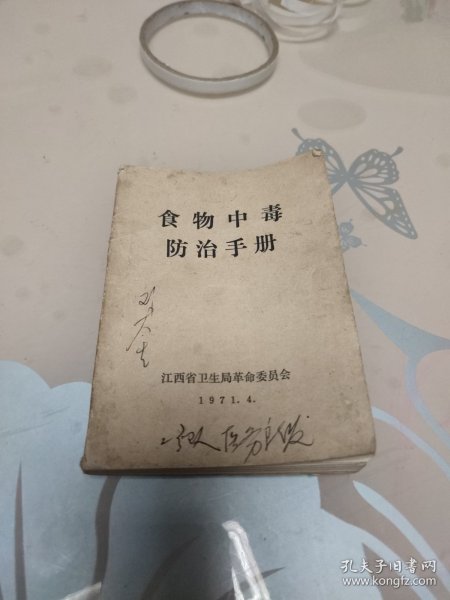 食物中毒
防治手册
江西省卫生局革命委员会
1971.4.
孔夫子旧书网
www.kongfz.com